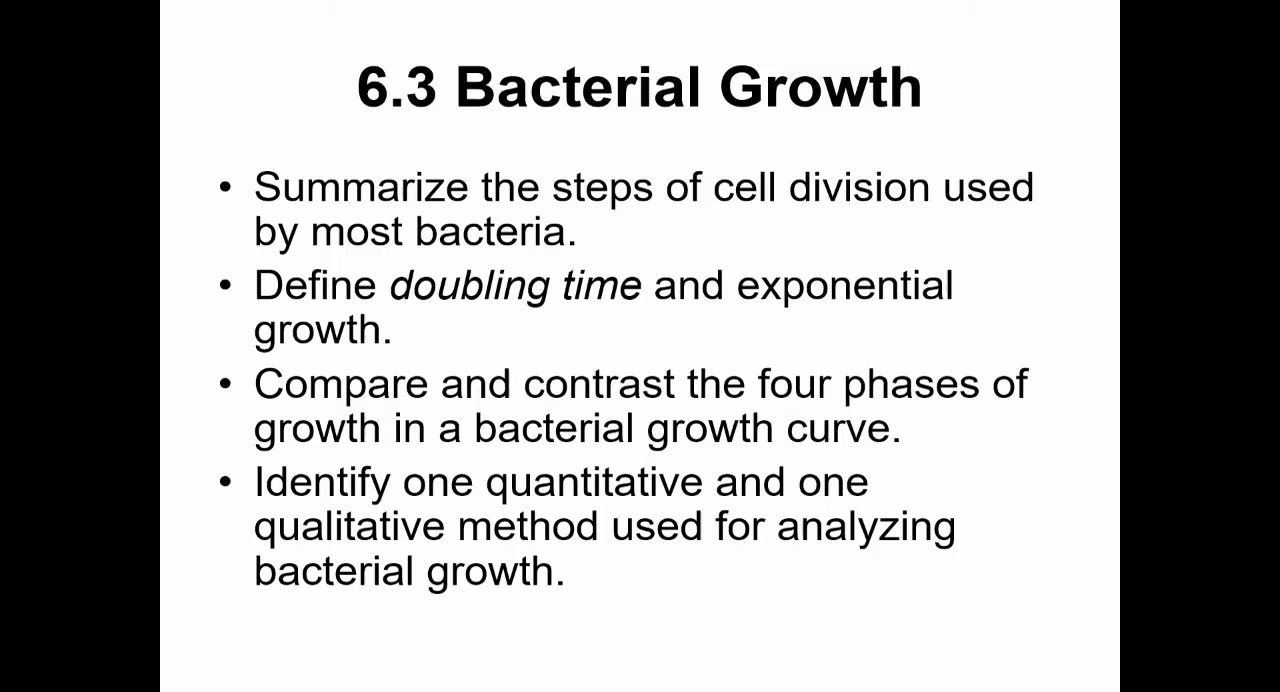 6.3 Bacterial Growth
• Summarize the steps of cell division used
by most bacteria.
• Define doubling time and exponential
growth.
• Compare and contrast the four phases of
growth in a bacterial growth curve.
• Identify one quantitative and one
qualitative method used for analyzing
bacterial growth.